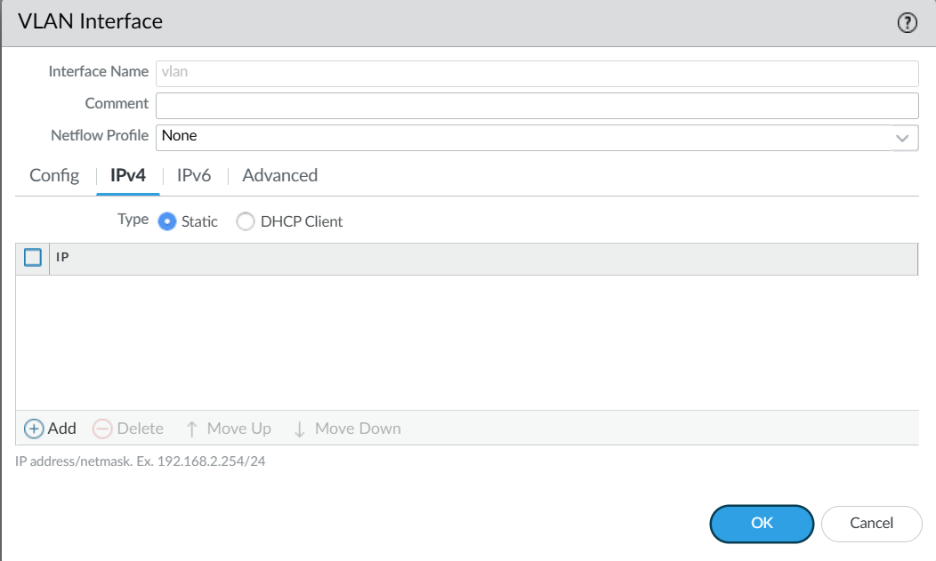 VLAN Interface
Interface Name vlan
Comment
Netflow Profile None
Config IPv4 IPv6 Advanced
Type Static DHCP Client
IP
Add Delete Move Up Move Down
IP address/netmask. Ex. 192.168.2.254/24
OK Cancel